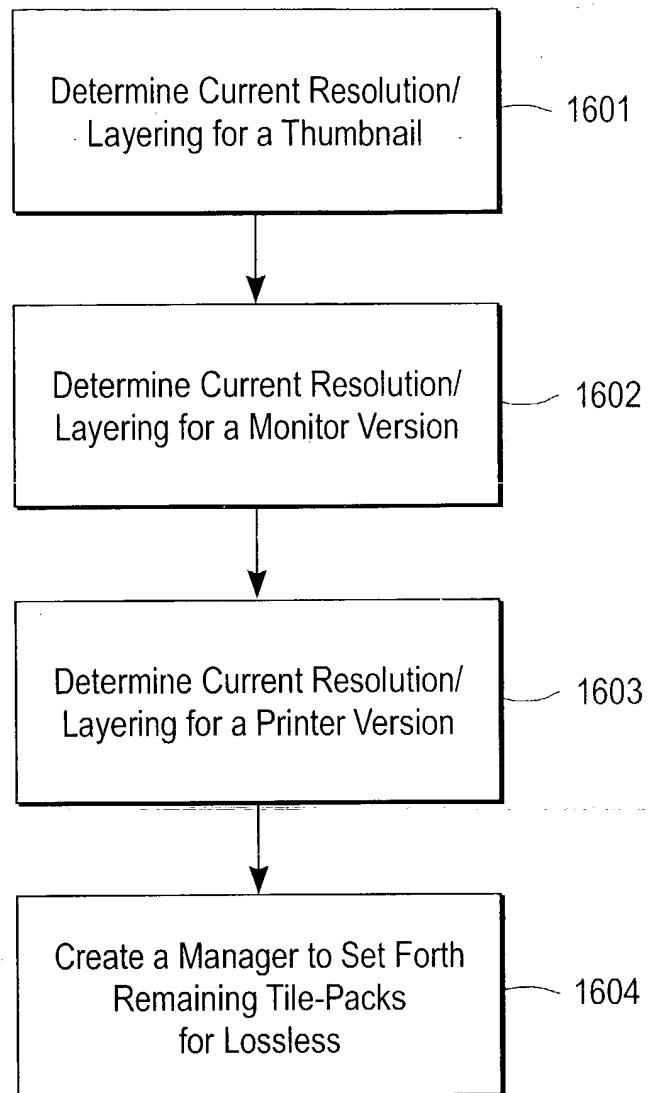 Determine Current Resolution/
Layering for a Thumbnail
1601
Determine Current Resolution/
Layering for a Monitor Version
1602
Determine Current Resolution/
Layering for a Printer Version
1603
Create a Manager to Set Forth
Remaining Tile-Packs
for Lossless
1604